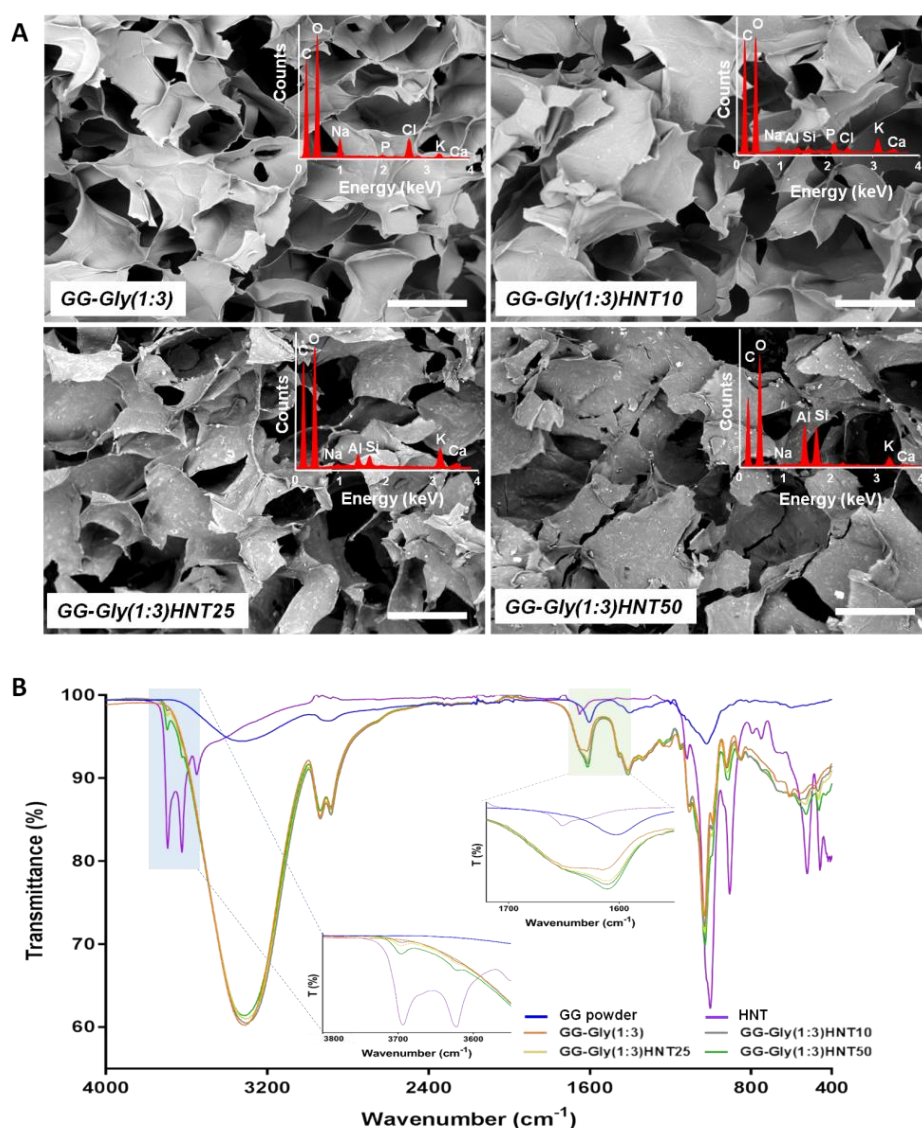 A
Counts
C O
Na
P
Cl
K
Ca
0 1 2 3 4
Energy (keV)
GG-Gly(1:3)
Counts
C O
Na Al Si P Cl K Ca
0 1 2 3 4
Energy (keV)
GG-Gly(1:3)HNT10
Counts
C O
Na Al Si K Ca
0 1 2 3 4
Energy (keV)
GG-Gly(1:3)HNT25
Counts
C O
Na Al Si K Ca
0 1 2 3 4
Energy (keV)
GG-Gly(1:3)HNT50
B
Transmittance (%)
100
90
80
70
60
T (%)
1700 1600
Wavenumber (cm-1)
T (%)
3800 3700 3600
Wavenumber (cm-1)
GG powder HNT
GG-Gly(1:3) GG-Gly(1:3)HNT10
GG-Gly(1:3)HNT25 GG-Gly(1:3)HNT50
4000 3200 2400 1600 1200 800 400
Wavenumber (cm-1)